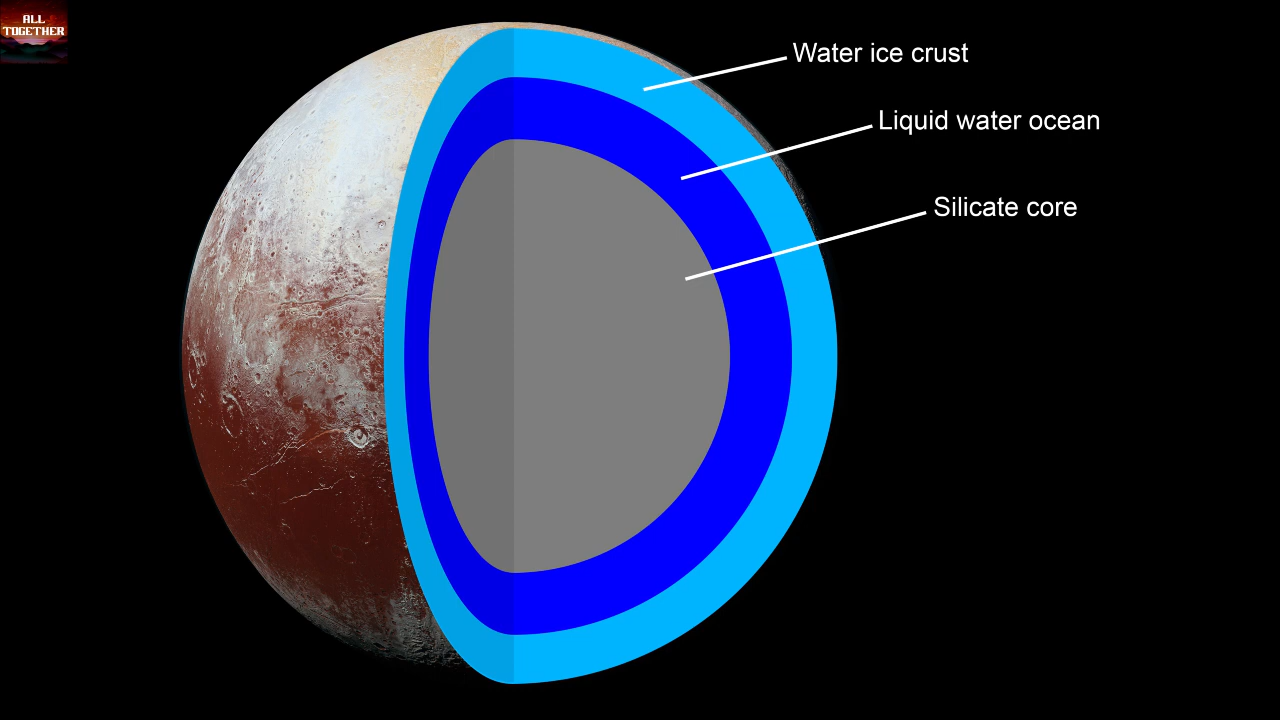 ALL
TOGETHER
Water ice crust
Liquid water ocean
Silicate core